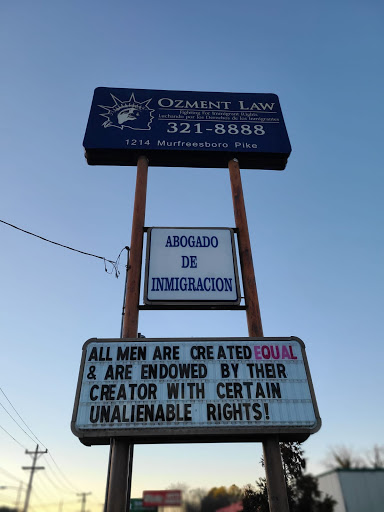 OZMENT LAW
Fighting for Immigrant Rights
Luchando por los Derechos de los Inmigrantes
321-8888
1214 Murfreesboro Pike
ABOGADO
DE
INMIGRACION
ALL MEN ARE CREATED EQUAL
& ARE ENDOWED BY THEIR
CREATOR WITH CERTAIN
UNALIENABLE RIGHTS!